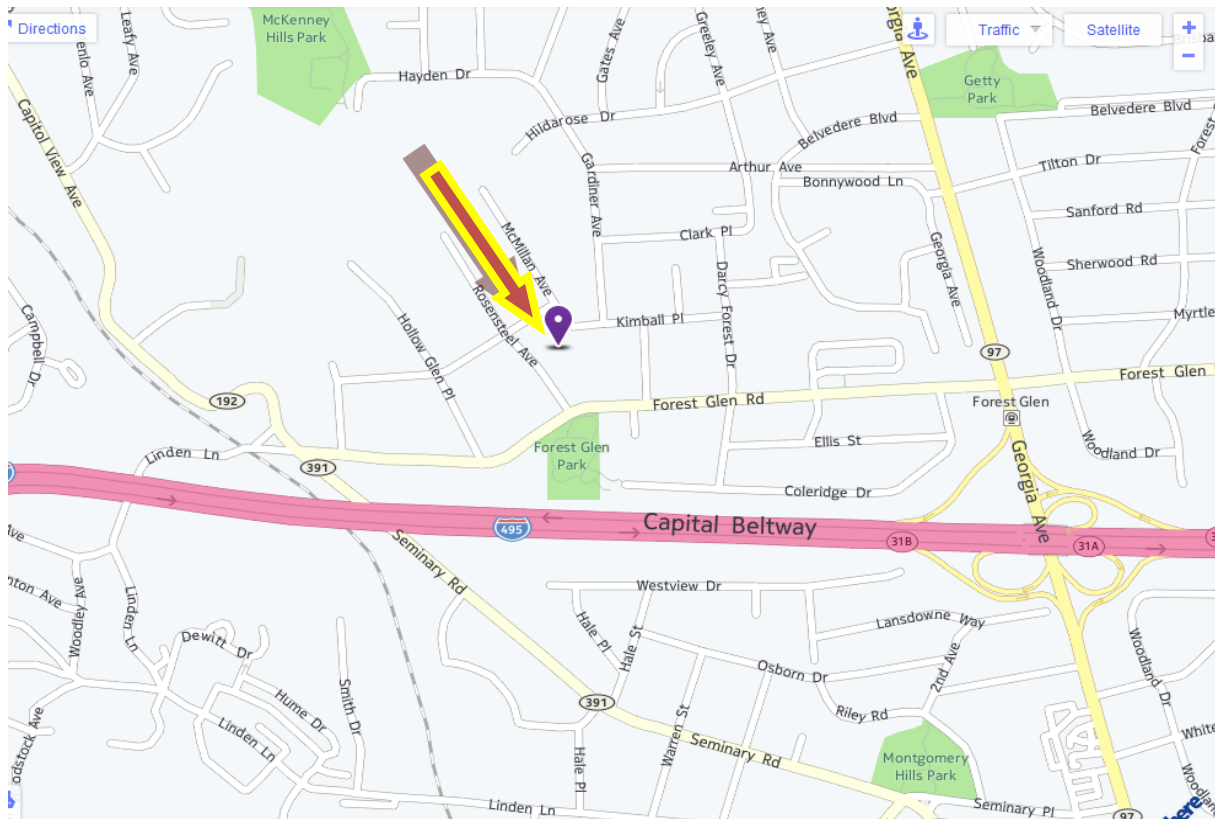 Directions
McKenney
Hills Park
Leafy Ave
Gates Ave
Greeley Ave
Traffic
Satellite
+
−
Getty
Park
Hayden Dr
Capitol View Ave
Hildarose Dr
Belvedere Blvd
Belvedere Blvd
Gardiner Ave
Arthur Ave
Bonnywood Ln
Tilton Dr
McMillan Ave
Clark Pl
Sanford Rd
Georgia Ave
Woodland Dr
Sherwood Rd
Darcy Forest Dr
Rosensteel Ave
Kimball Pl
Myrtle
Campbell Dr
Hollow Glen Pl
97
192
Forest Glen Rd
Forest Glen
Forest Glen
Forest Glen
Park
Ellis St
Georgia Ave
Woodland Dr
Linden Ln
391
Coleridge Dr
495
Capital Beltway
31B
31A
Seminary Rd
Westview Dr
Woodley Ave
Linden Ln
Hale Pl
Hale St
Lansdowne Way
Dewitt Dr
Osborn Dr
2nd Ave
Woodland Dr
Hume Dr
Smith Dr
391
Riley Rd
Linden Ln
Warren St
Seminary Rd
White
Hale Pl
Montgomery
Hills Park
Woodland
Linden Ln
Seminary Pl
97
here